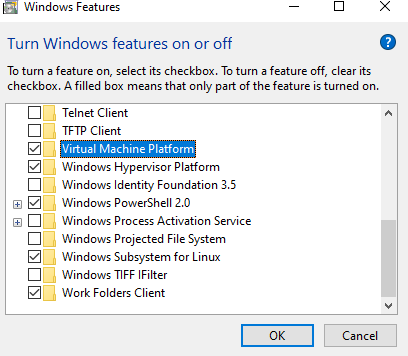 Windows Features
Turn Windows features on or off
To turn a feature on, select its checkbox. To turn a feature off, clear its
checkbox. A filled box means that only part of the feature is turned on.
Telnet Client
TFTP Client
Virtual Machine Platform
Windows Hypervisor Platform
Windows Identity Foundation 3.5
Windows PowerShell 2.0
Windows Process Activation Service
Windows Projected File System
Windows Subsystem for Linux
Windows TIFF IFilter
Work Folders Client
OK
Cancel